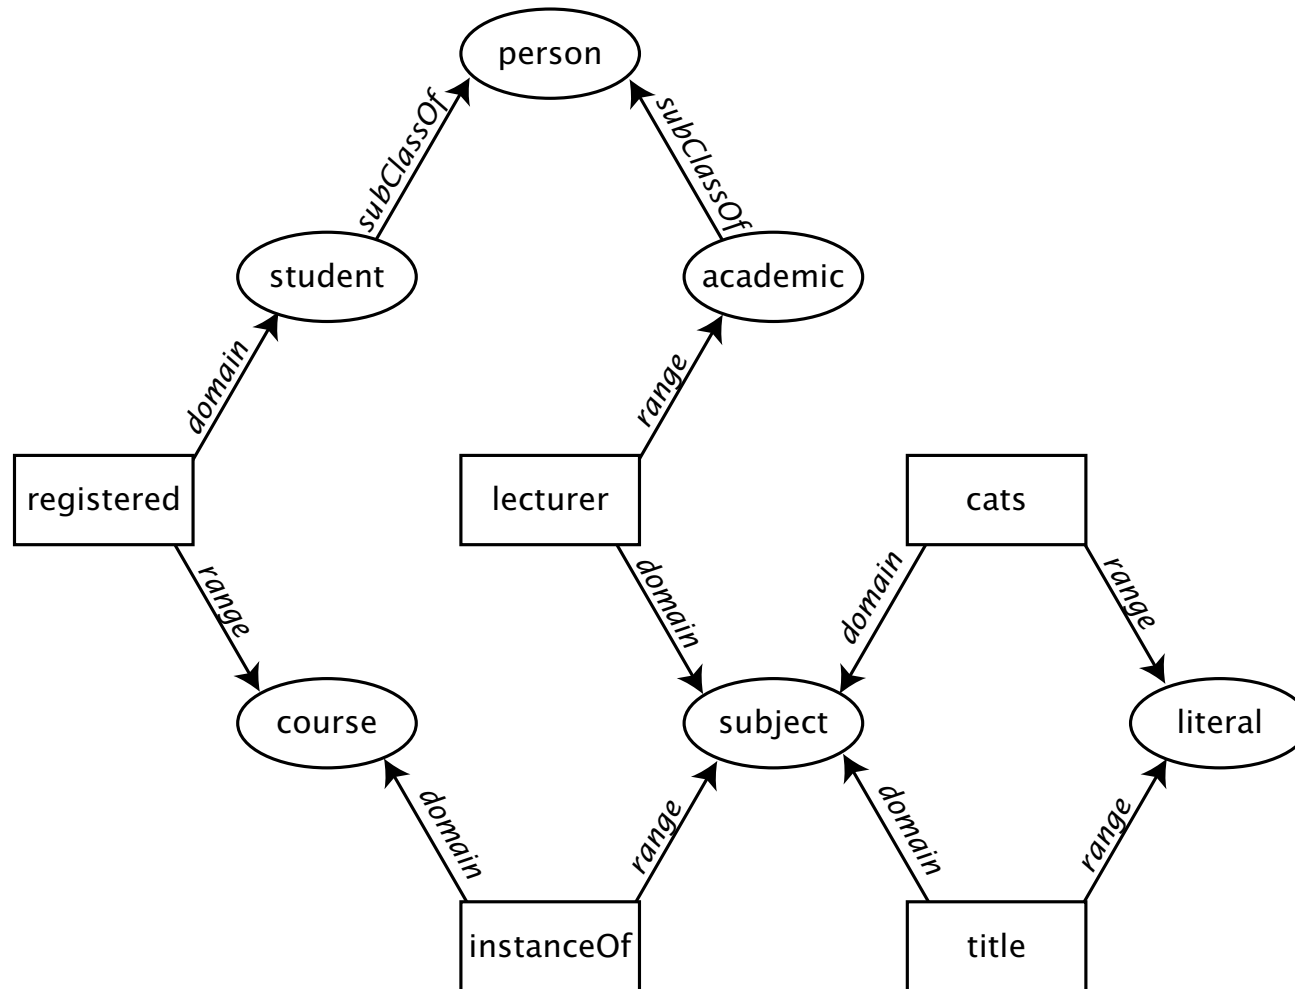 person
subClassOf
subClassOf
student
academic
domain
range
registered
lecturer
cats
range
domain
domain
range
course
subject
literal
domain
range
domain
range
instanceOf
title